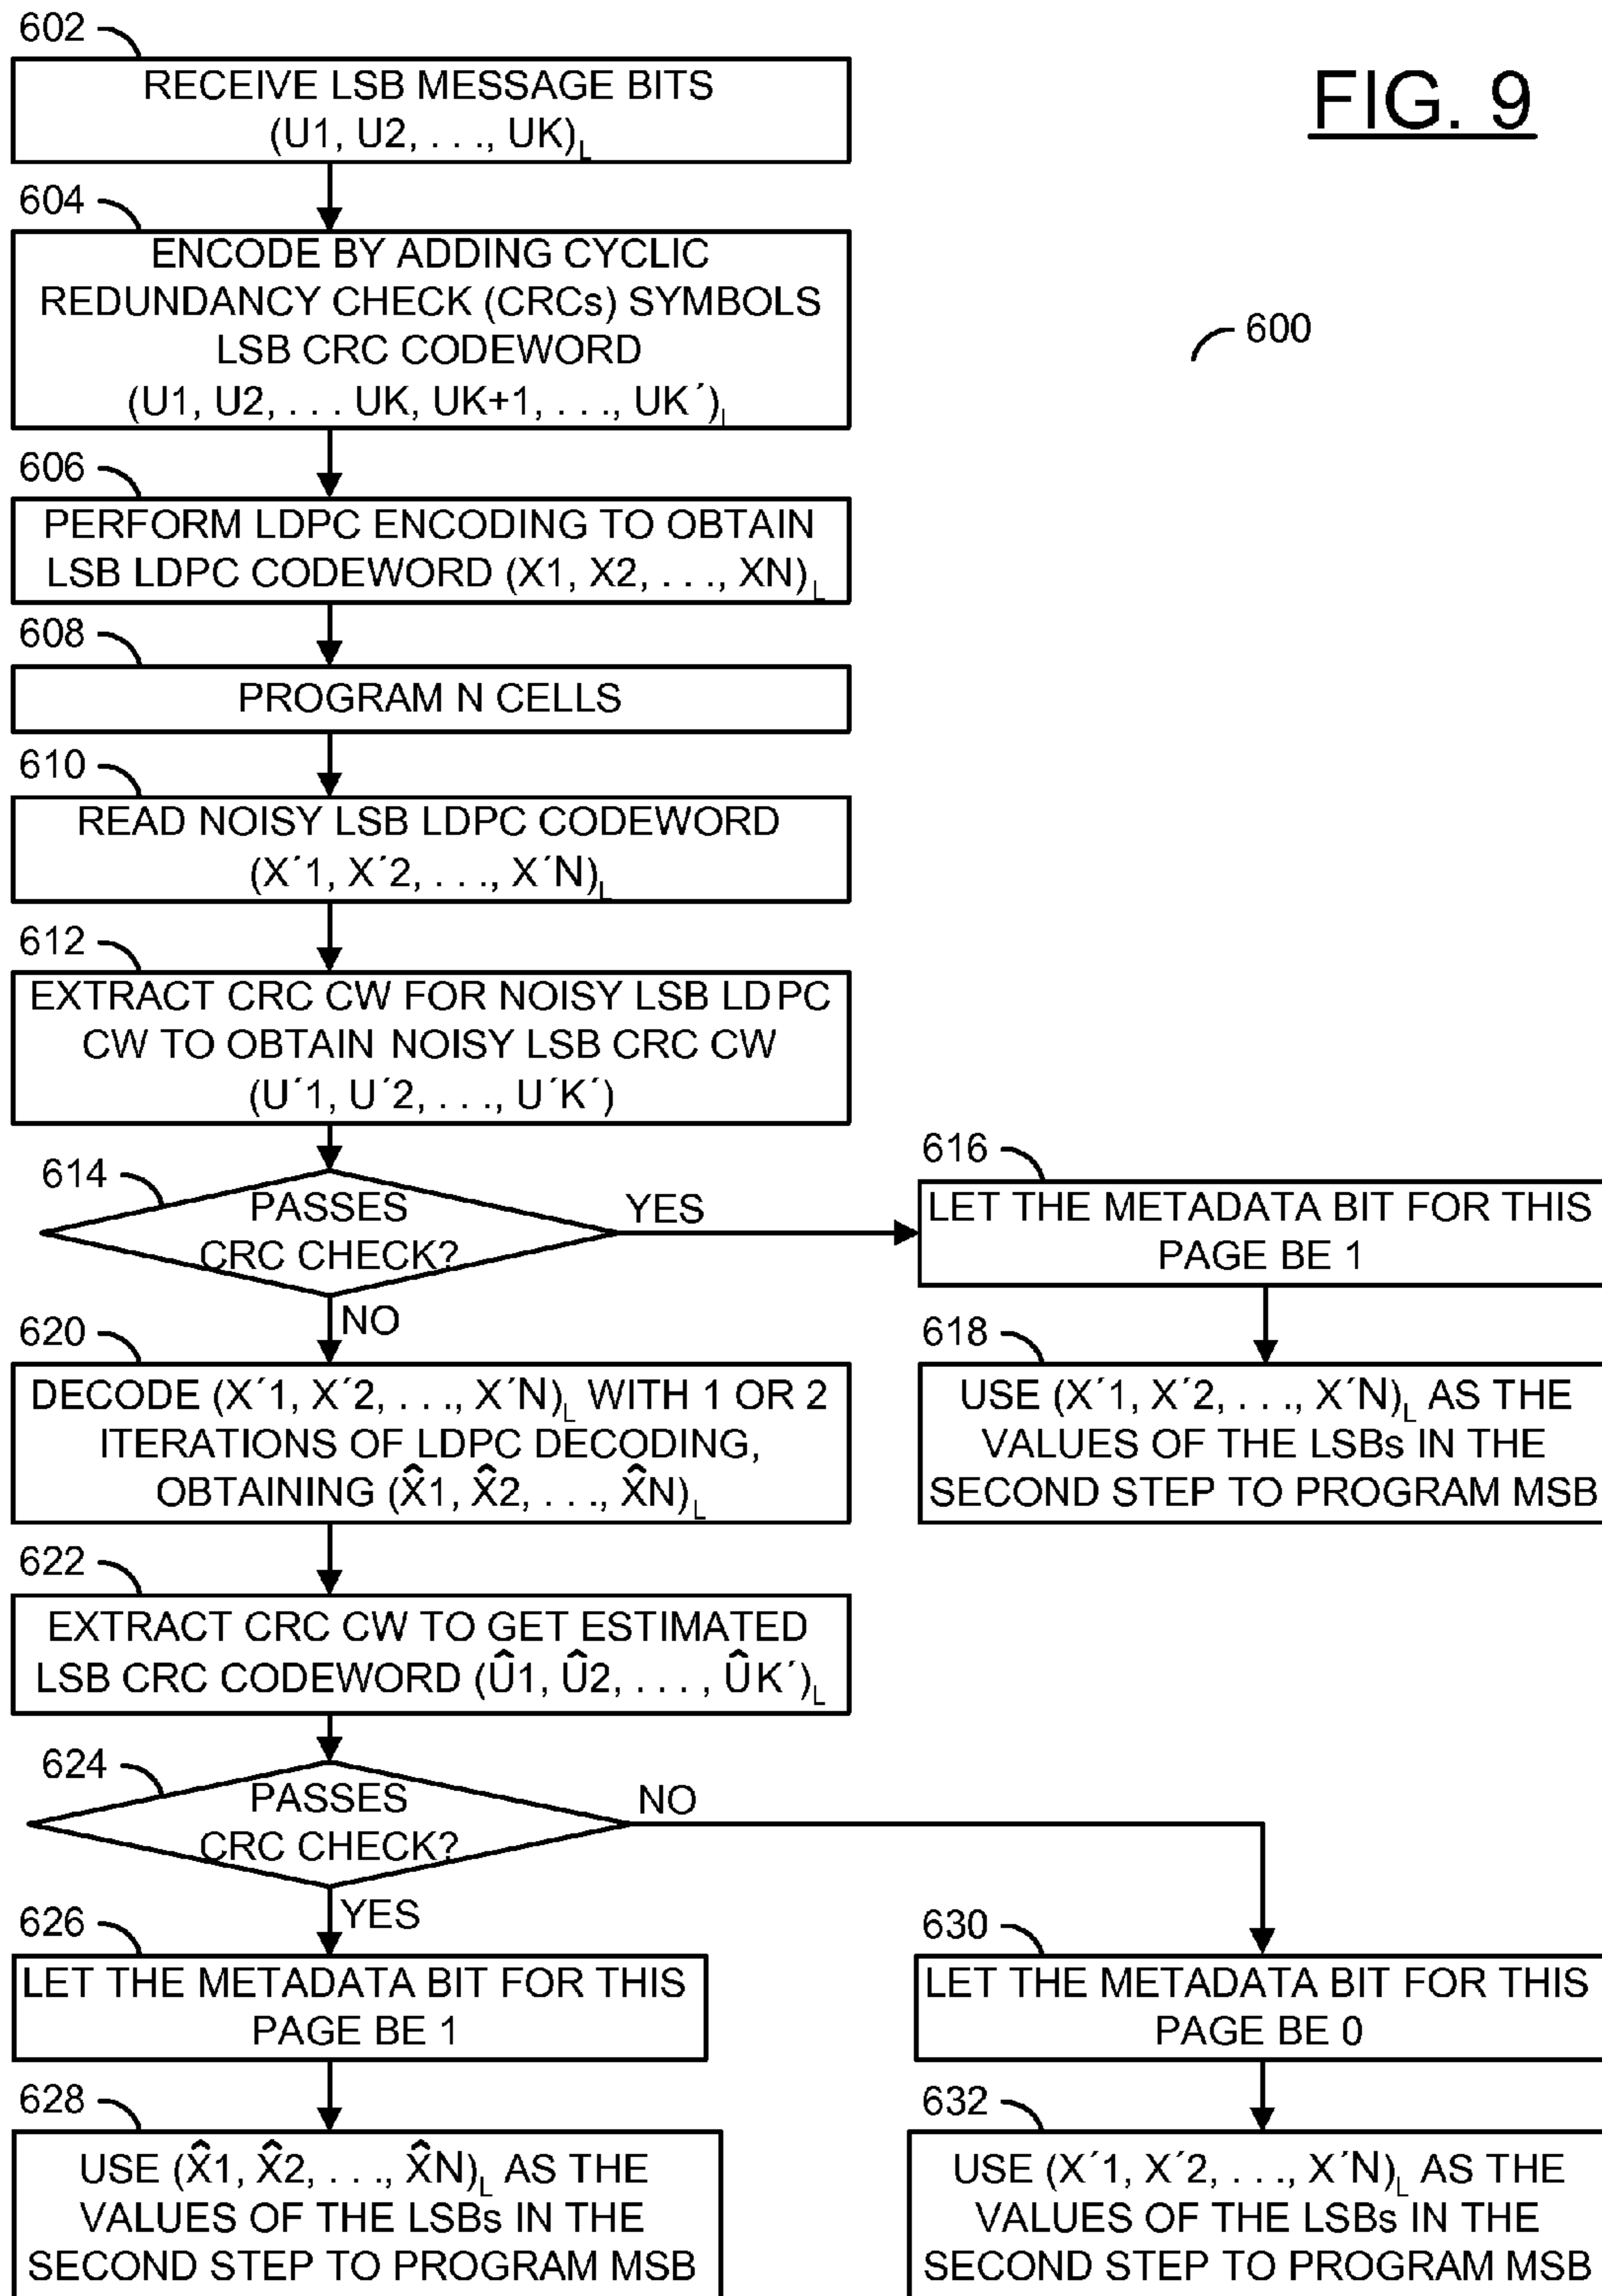 FIG. 9
600
602
RECEIVE LSB MESSAGE BITS
(U1, U2, . . ., UK)L
604
ENCODE BY ADDING CYCLIC
REDUNDANCY CHECK (CRCs) SYMBOLS
LSB CRC CODEWORD
(U1, U2, . . . UK, UK+1, . . ., UK´)L
606
PERFORM LDPC ENCODING TO OBTAIN
LSB LDPC CODEWORD (X1, X2, . . ., XN)L
608
PROGRAM N CELLS
610
READ NOISY LSB LDPC CODEWORD
(X´1, X´2, . . ., X´N)L
612
EXTRACT CRC CW FOR NOISY LSB LDPC
CW TO OBTAIN NOISY LSB CRC CW
(U´1, U´2, . . ., U´K´)
614
PASSES
CRC CHECK?
YES
NO
616
LET THE METADATA BIT FOR THIS
PAGE BE 1
618
USE (X´1, X´2, . . ., X´N)L AS THE
VALUES OF THE LSBs IN THE
SECOND STEP TO PROGRAM MSB
620
DECODE (X´1, X´2, . . ., X´N)L WITH 1 OR 2
ITERATIONS OF LDPC DECODING,
OBTAINING (X̂1, X̂2, . . ., X̂N)L
622
EXTRACT CRC CW TO GET ESTIMATED
LSB CRC CODEWORD (Û1, Û2, . . . , ÛK´)L
624
PASSES
CRC CHECK?
NO
YES
626
LET THE METADATA BIT FOR THIS
PAGE BE 1
628
USE (X̂1, X̂2, . . ., X̂N)L AS THE
VALUES OF THE LSBs IN THE
SECOND STEP TO PROGRAM MSB
630
LET THE METADATA BIT FOR THIS
PAGE BE 0
632
USE (X´1, X´2, . . ., X´N)L AS THE
VALUES OF THE LSBs IN THE
SECOND STEP TO PROGRAM MSB